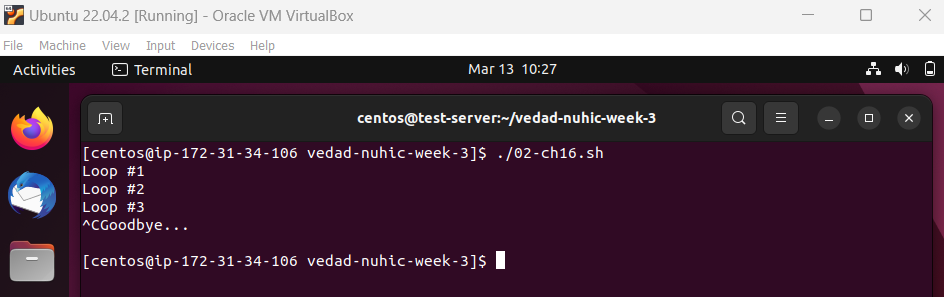 Ubuntu 22.04.2 [Running] - Oracle VM VirtualBox
File Machine View Input Devices Help
Activities Terminal Mar 13 10:27
centos@test-server:~/vedad-nuhic-week-3
[centos@ip-172-31-34-106 vedad-nuhic-week-3]$ ./02-ch16.sh
Loop #1
Loop #2
Loop #3
^CGoodbye...
[centos@ip-172-31-34-106 vedad-nuhic-week-3]$